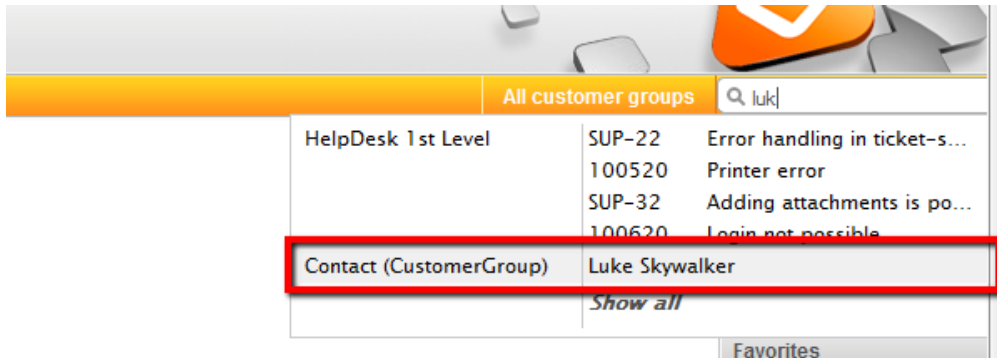 All customer groups luk
HelpDesk 1st Level SUP-22 Error handling in ticket-s...
100520 Printer error
SUP-32 Adding attachments is po...
100620 Login not possible
Contact (CustomerGroup) Luke Skywalker
Show all
Favorites